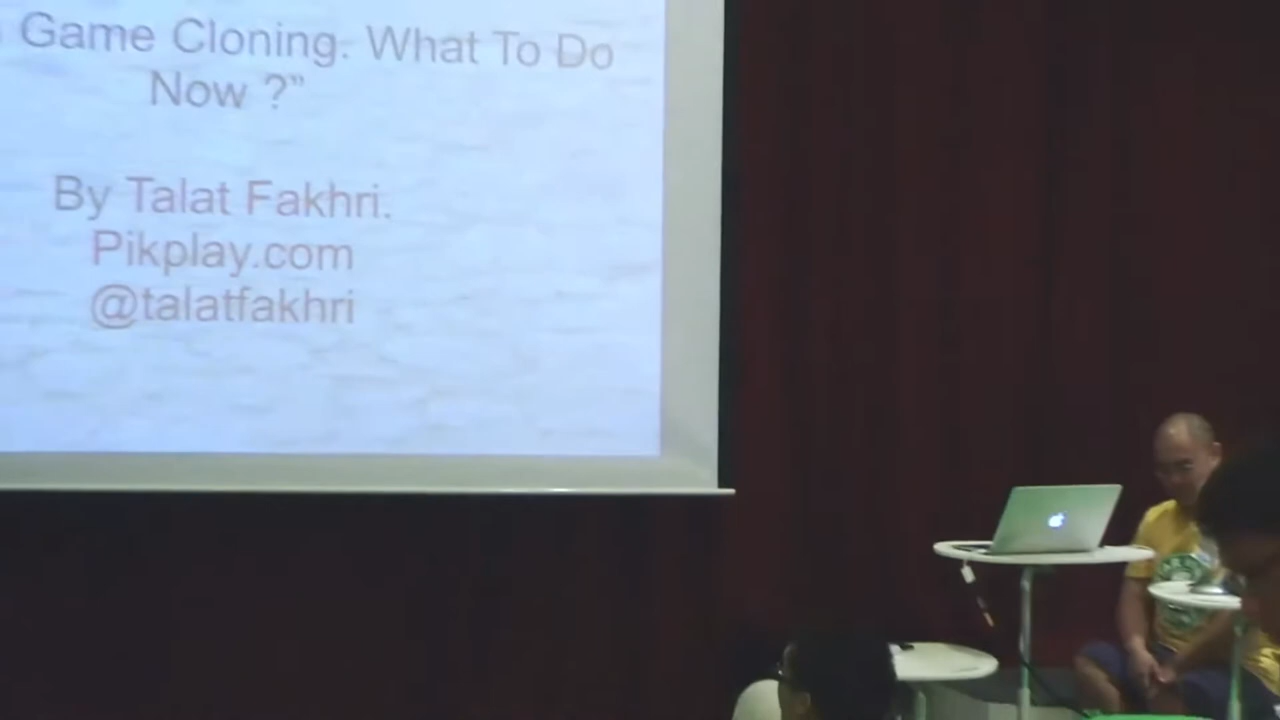 Game Cloning. What To Do
Now ?”
By Talat Fakhri.
Pikplay.com
@talatfakhri